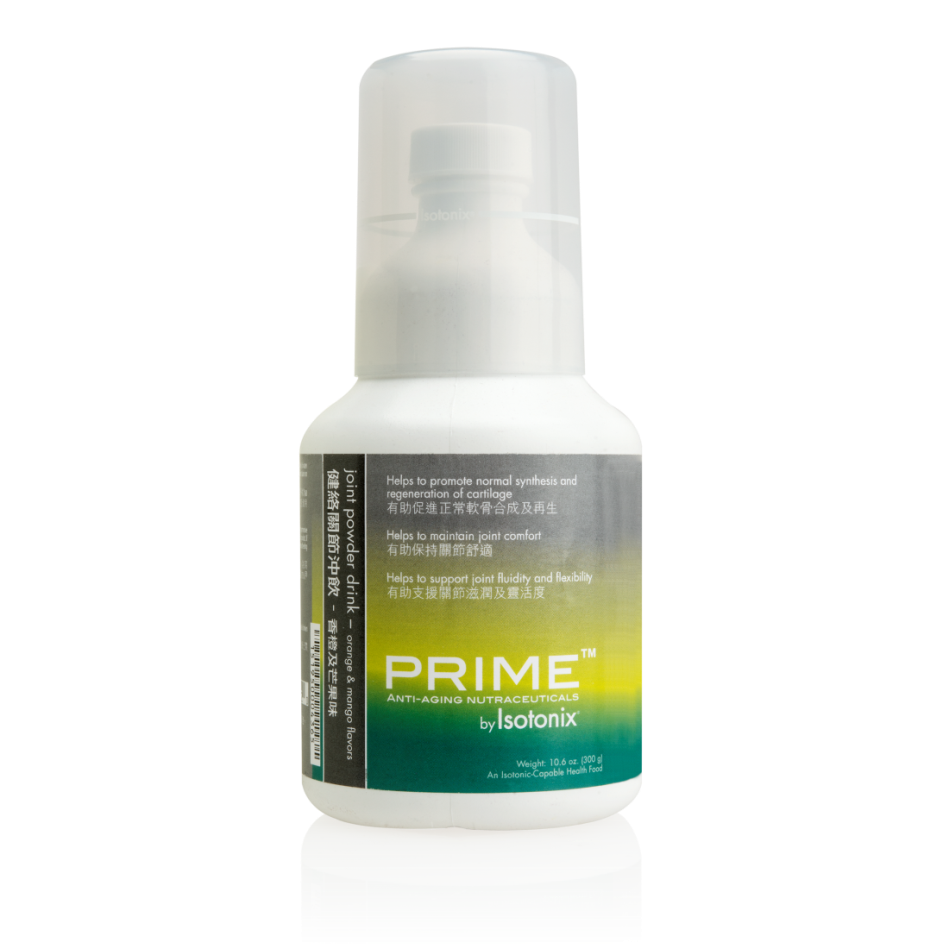 Isotonix
joint powder drink – orange & mango flavors
健絡關節沖飲 - 香橙及芒果味
Helps to promote normal synthesis and
regeneration of cartilage
有助促進正常軟骨合成及再生
Helps to maintain joint comfort
有助保持關節舒適
Helps to support joint fluidity and flexibility
有助支援關節滋潤及靈活度
PRIME™
ANTI-AGING NUTRACEUTICALS
by Isotonix®
Weight: 10.6 oz. (300 g)
An Isotonic-Capable Health Food